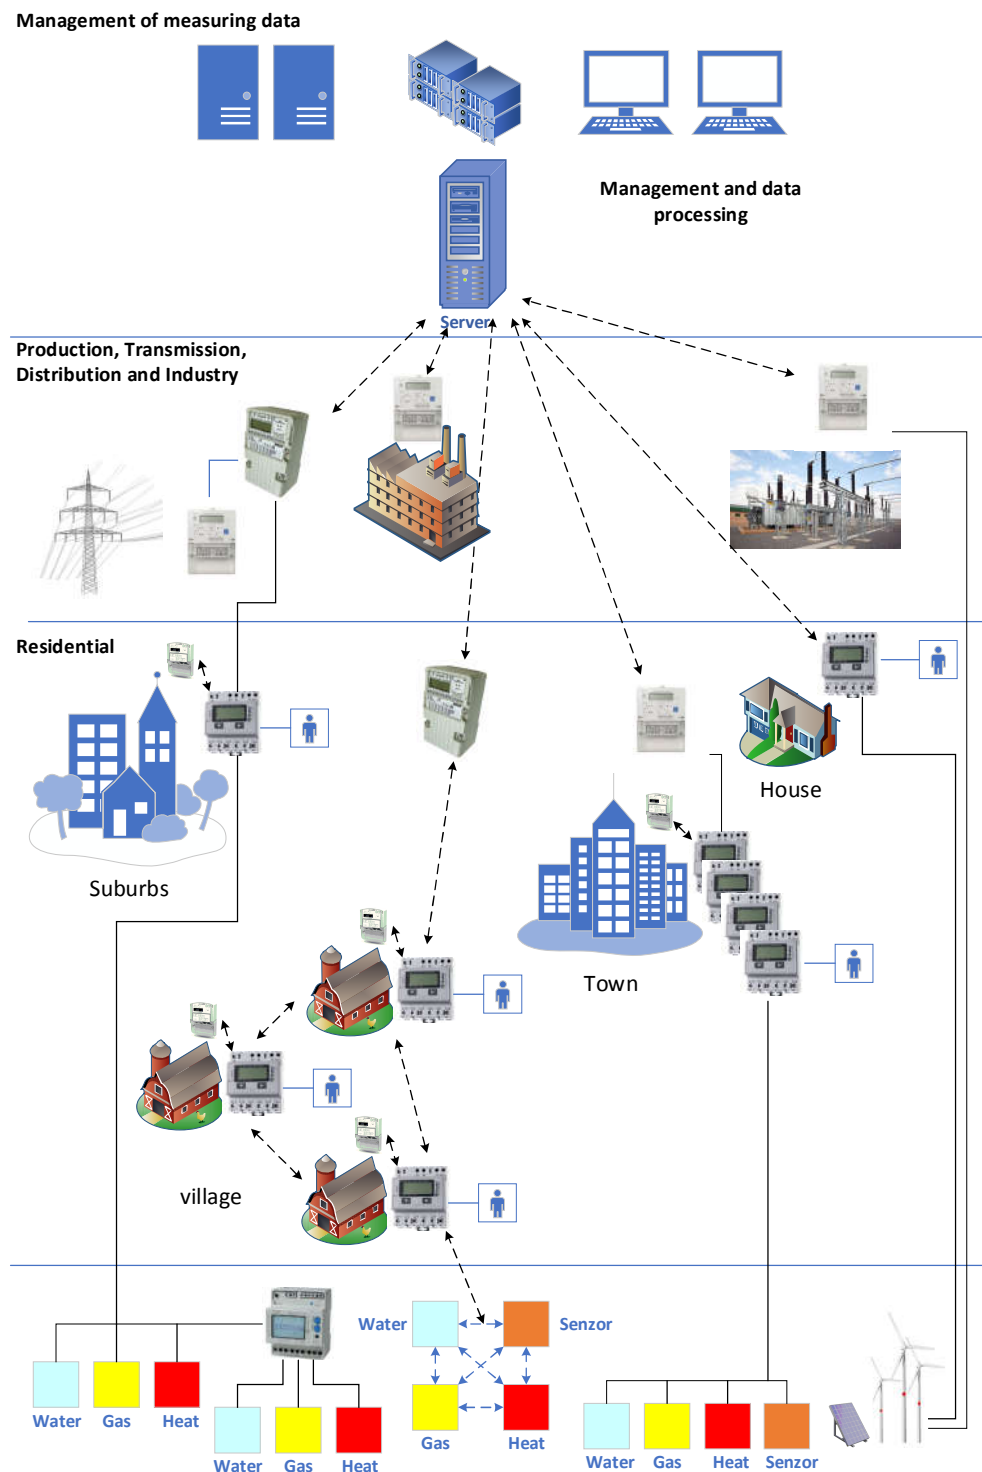 Management of measuring data
Management and data
processing
Server
Production, Transmission,
Distribution and Industry
Residential
House
Suburbs
Town
village
Water
Senzor
Gas
Heat
Water
Gas
Heat
Water
Gas
Heat
Water
Gas
Heat
Senzor